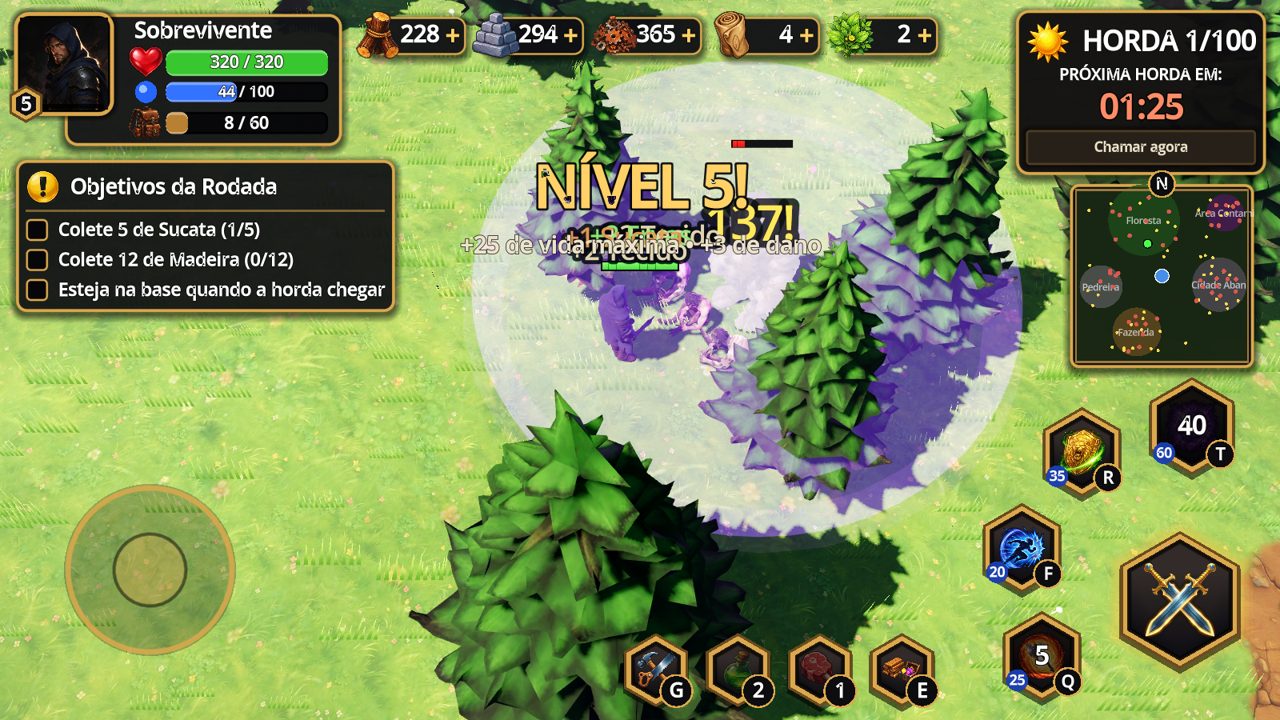 Sobrevivente
320 / 320
44 / 100
8 / 60
5
228 +
294 +
365 +
4 +
2 +
HORDA 1/100
PRÓXIMA HORDA EM:
01:25
Chamar agora
Objetivos da Rodada
Colete 5 de Sucata (1/5)
Colete 12 de Madeira (0/12)
Esteja na base quando a horda chegar
NÍVEL 5!
137!
+25 de vida máxima, +3 de dano
+2 Tecido
N
Floresta
Pedreira
Cidade Aban
Fazenda
40
60
T
35
R
20
F
5
25
Q
G
2
1
E